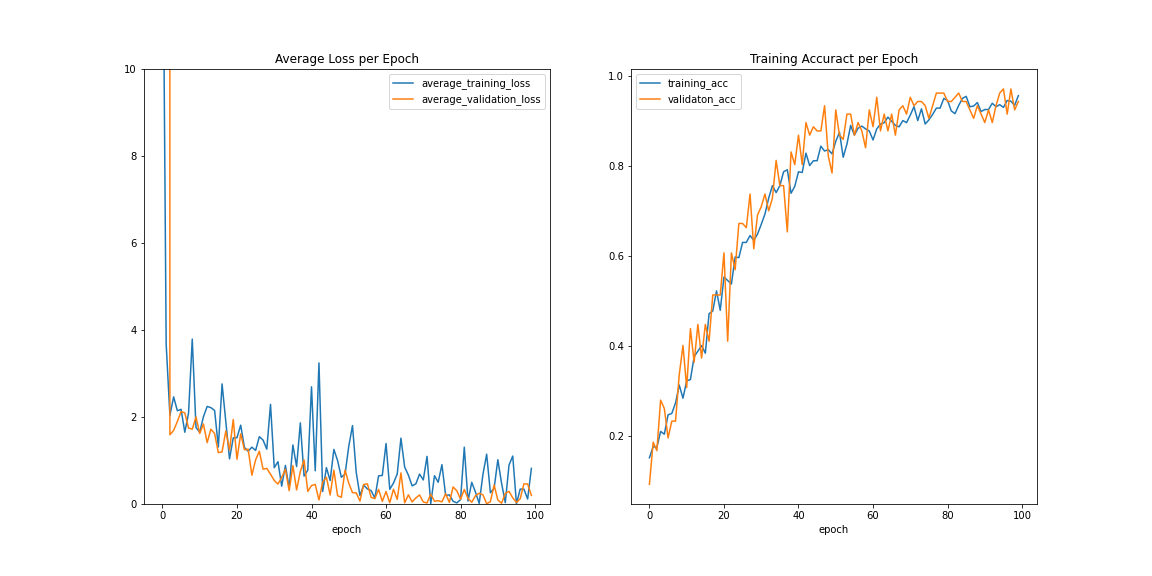 Average Loss per Epoch
average_training_loss
average_validation_loss
10
8
6
4
2
0
0 20 40 60 80 100
epoch
Training Accuract per Epoch
training_acc
validaton_acc
1.0
0.8
0.6
0.4
0.2
0 20 40 60 80 100
epoch